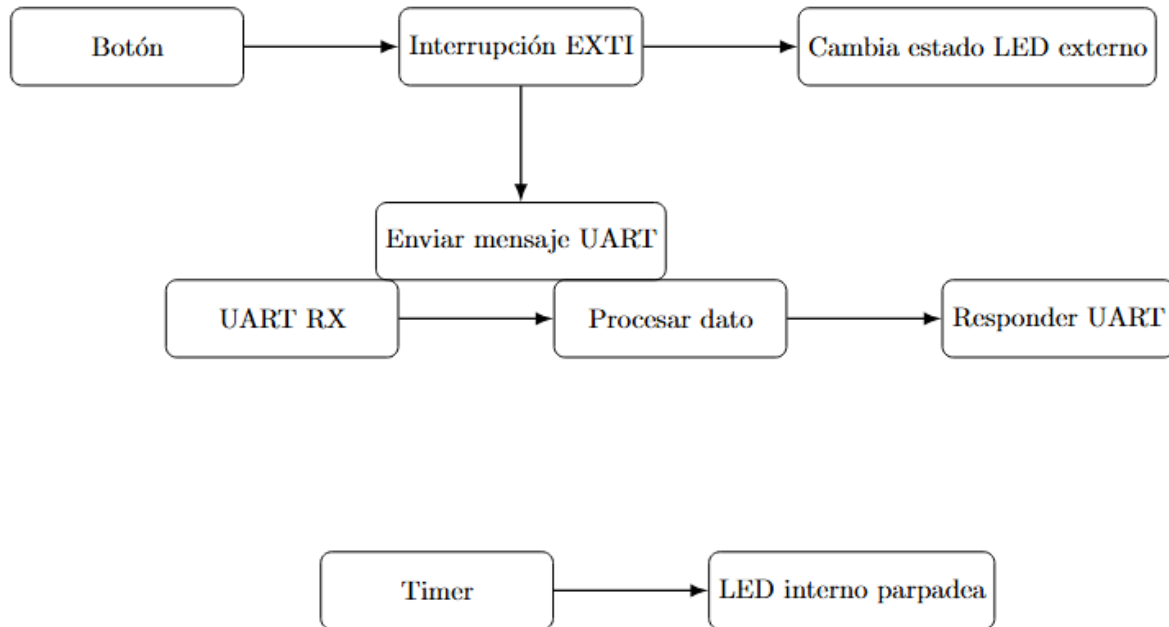 Botón
Interrupción EXTI
Cambia estado LED externo
Enviar mensaje UART
UART RX
Procesar dato
Responder UART
Timer
LED interno parpadea